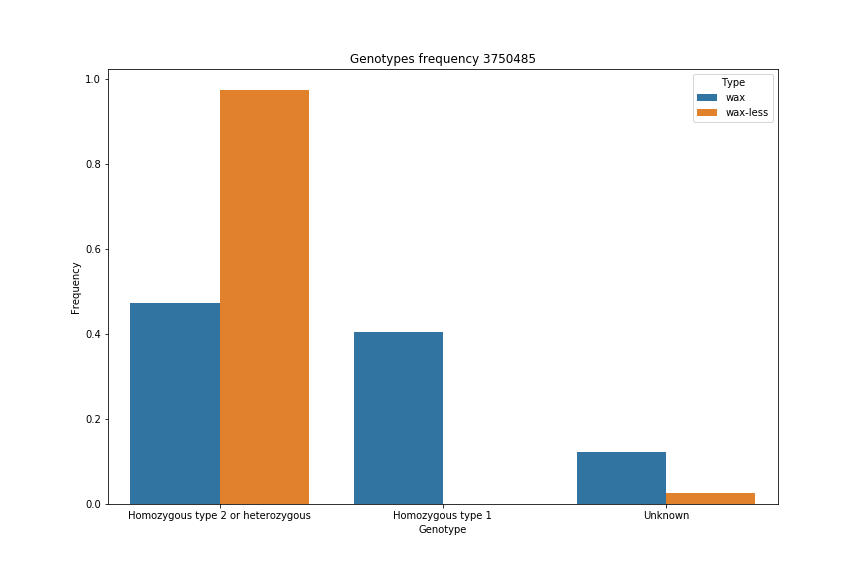 Genotypes frequency 3750485
Type
wax
wax-less
1.0
0.8
0.6
0.4
0.2
0.0
Frequency
Homozygous type 2 or heterozygous
Homozygous type 1
Unknown
Genotype